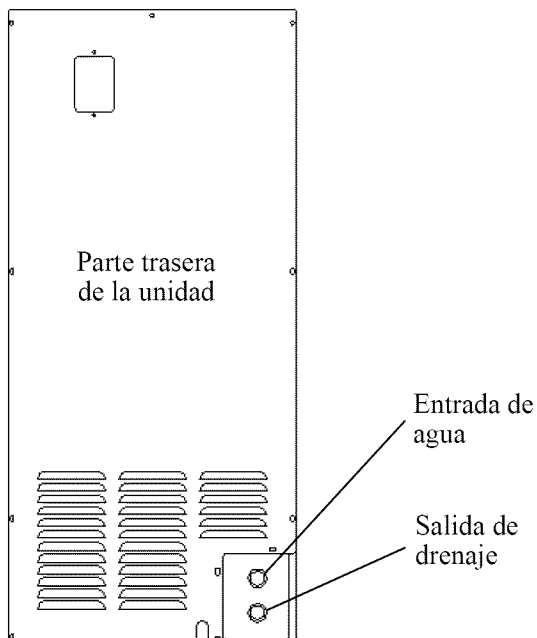 Parte trasera
de la unidad
Entrada de
agua
Salida de
drenaje